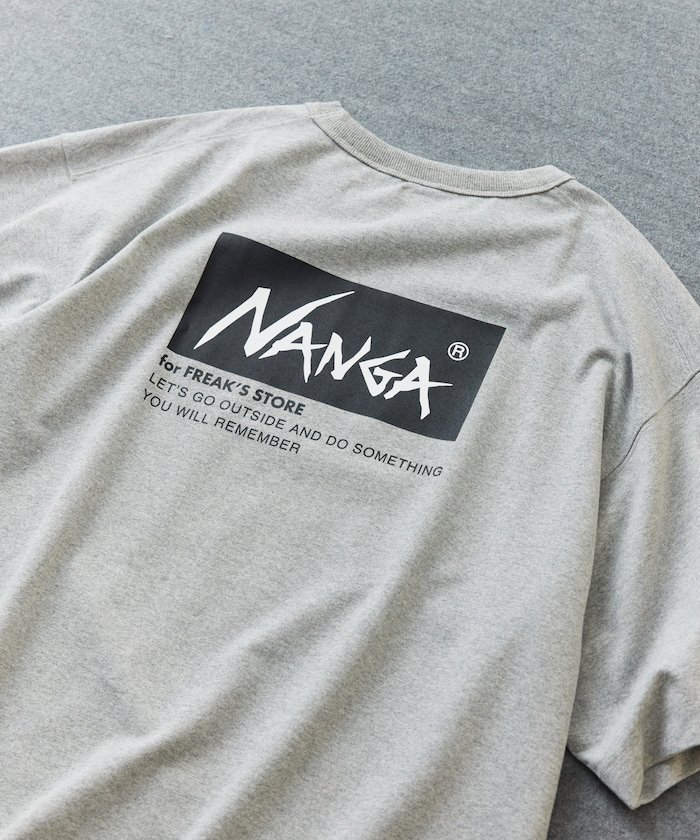 NANGA®
for FREAK'S STORE
LET'S GO OUTSIDE AND DO SOMETHING
YOU WILL REMEMBER